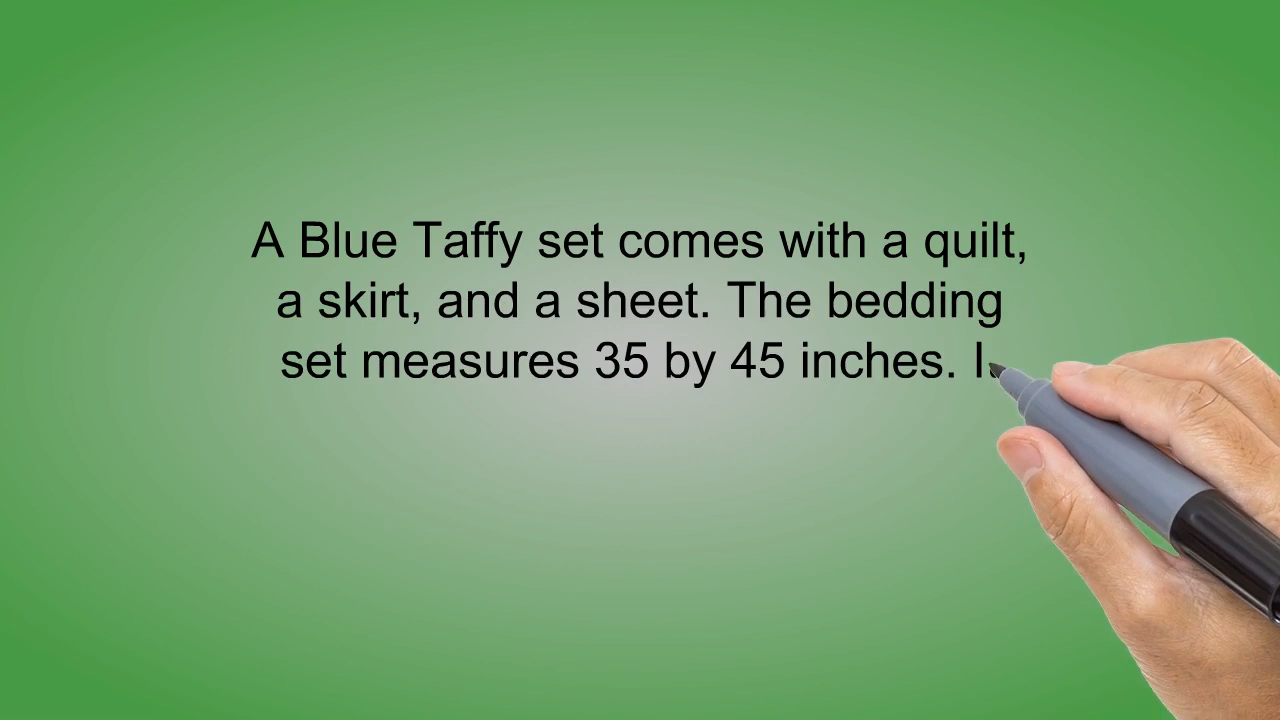 A Blue Taffy set comes with a quilt,
a skirt, and a sheet. The bedding
set measures 35 by 45 inches.